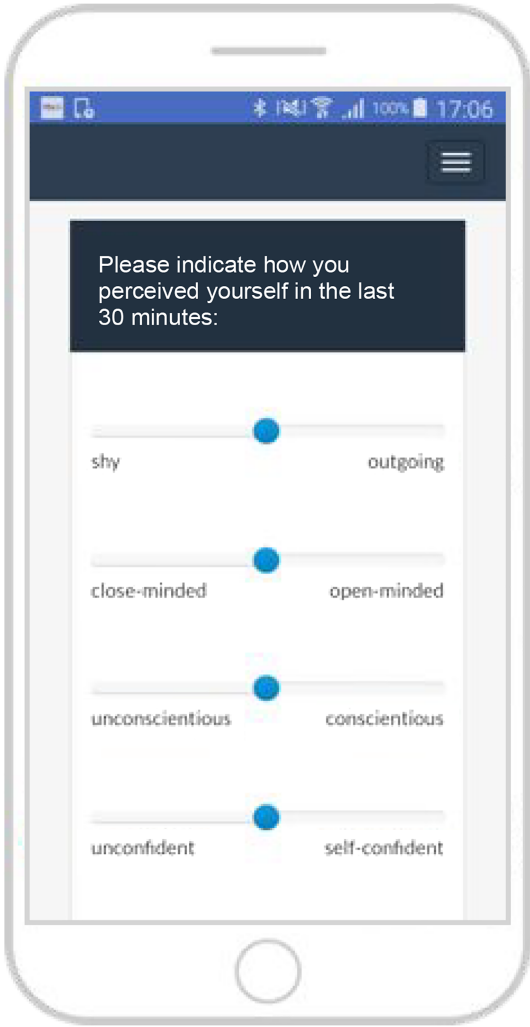 100% 17:06
Please indicate how you
perceived yourself in the last
30 minutes:
shy outgoing
close-minded open-minded
unconscientious conscientious
unconfident self-confident